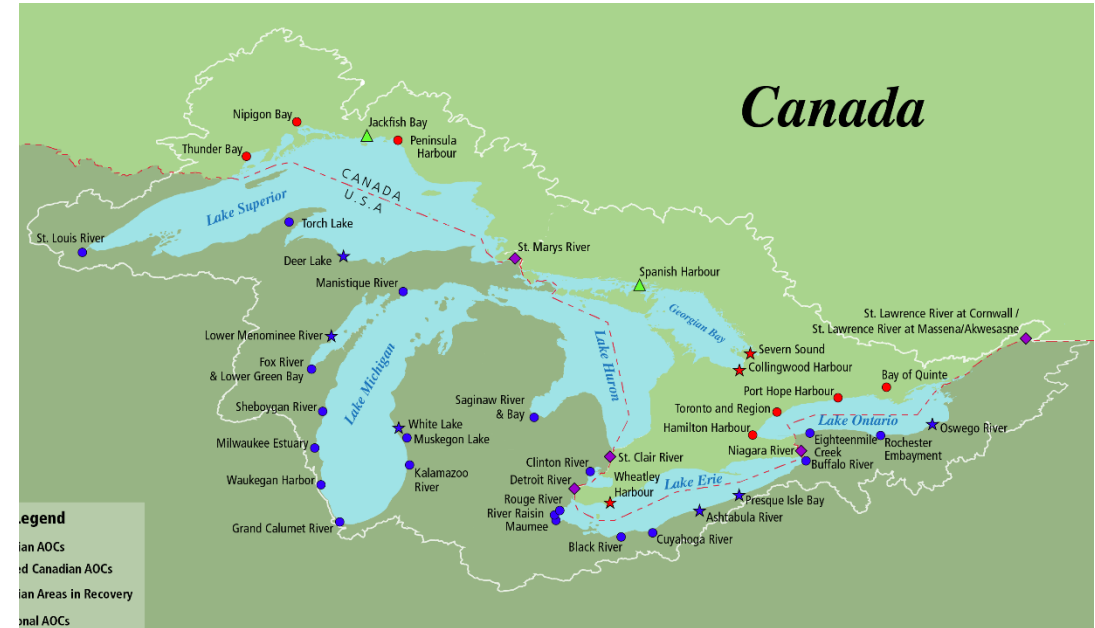 Canada
Nipigon Bay
Jackfish Bay
Thunder Bay
Peninsula
Harbour
CANADA
U.S.A
Lake Superior
St. Louis River
Torch Lake
Deer Lake
St. Marys River
Manistique River
Spanish Harbour
Georgian Bay
St. Lawrence River at Cornwall /
St. Lawrence River at Massena/Akwesasne
Lower Menominee River
Severn Sound
Collingwood Harbour
Fox River
& Lower Green Bay
Lake Michigan
Lake Huron
Bay of Quinte
Port Hope Harbour
Saginaw River
& Bay
Sheboygan River
Toronto and Region
Lake Ontario
White Lake
Muskegon Lake
Hamilton Harbour
Oswego River
Milwaukee Estuary
Eighteenmile
Creek
Rochester
Embayment
Niagara River
Buffalo River
St. Clair River
Clinton River
Detroit River
Wheatley
Harbour
Lake Erie
Kalamazoo
River
Waukegan Harbor
Rouge River
River Raisin
Maumee
Presque Isle Bay
Ashtabula River
Grand Calumet River
Black River
Cuyahoga River
egend
ian AOCs
ed Canadian AOCs
ian Areas in Recovery
onal AOCs